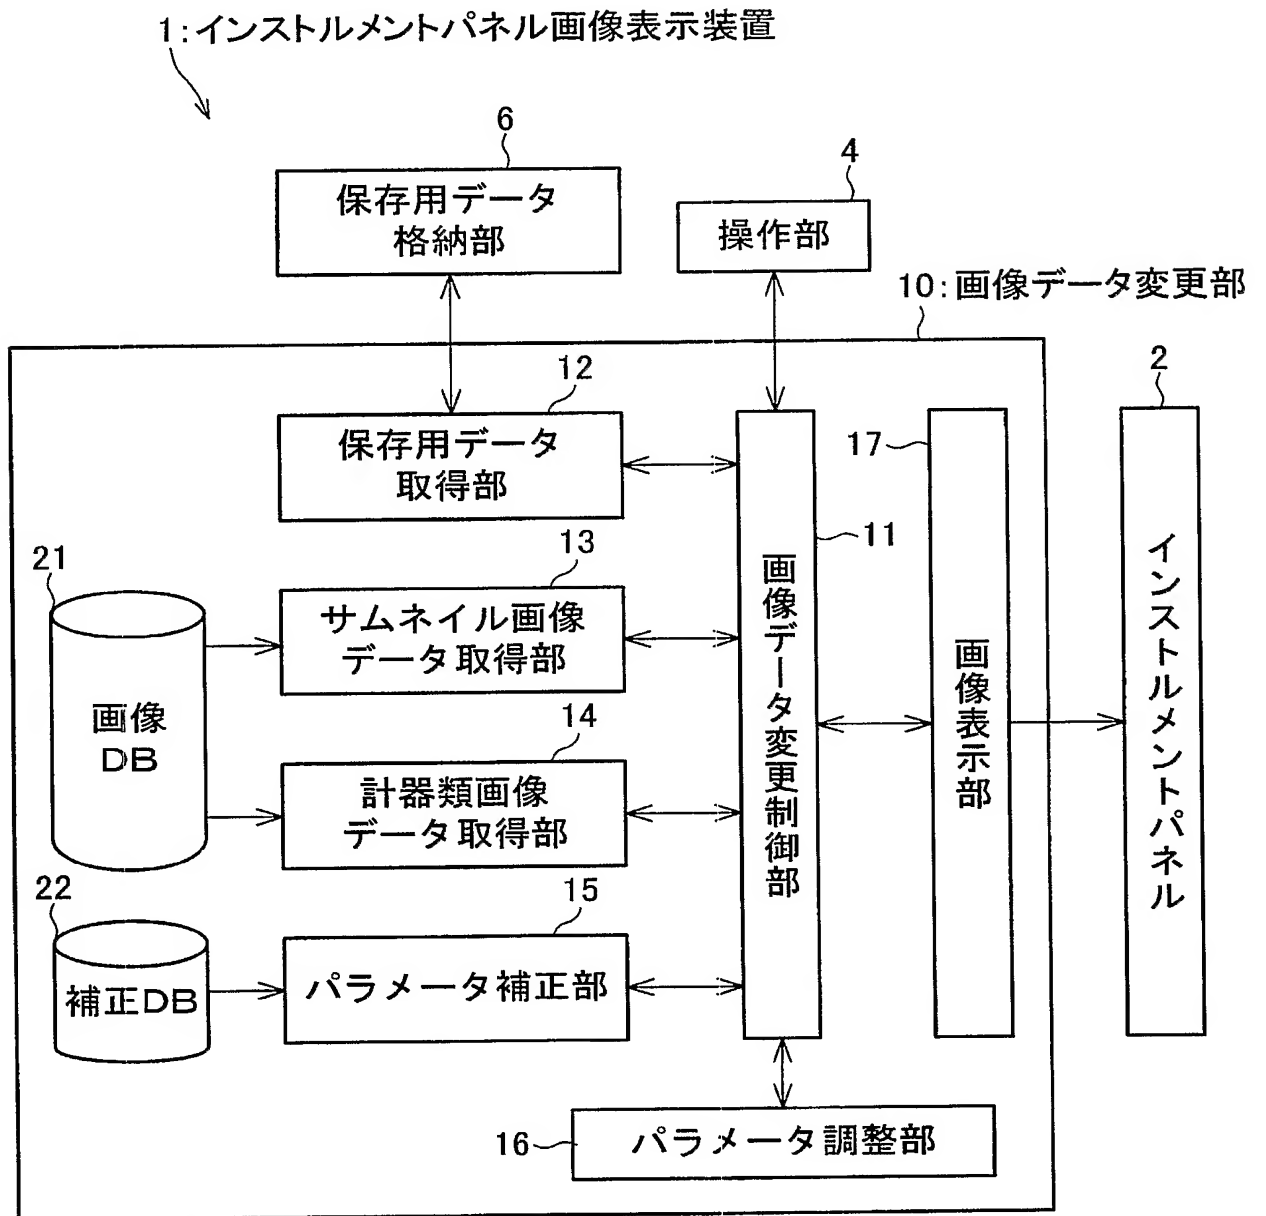 1:インストルメントパネル画像表示装置
6
保存用データ
格納部
4
操作部
10:画像データ変更部
12
保存用データ
取得部
2
インストルメントパネル
17
画像表示部
11
画像データ変更制御部
21
画像
DB
13
サムネイル画像
データ取得部
14
計器類画像
データ取得部
22
補正DB
15
パラメータ補正部
16
パラメータ調整部